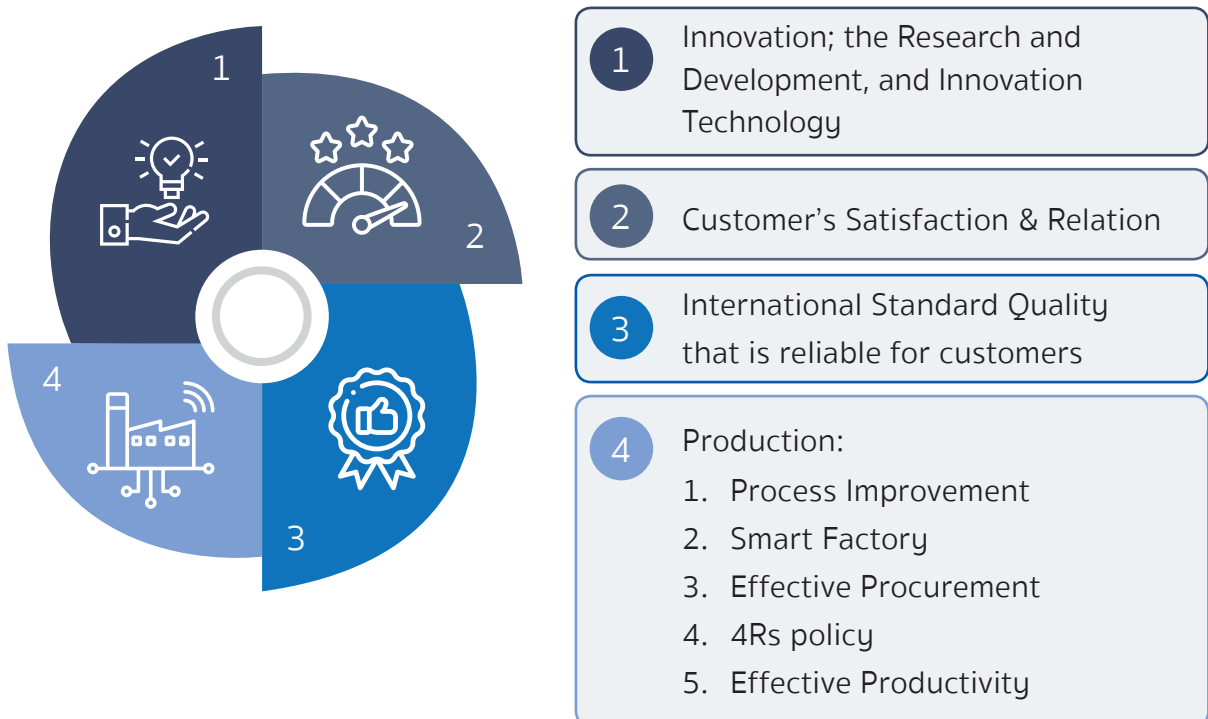 1
2
3
4
1
Innovation; the Research and
Development, and Innovation
Technology
2
Customer’s Satisfaction & Relation
3
International Standard Quality
that is reliable for customers
4
Production:
1. Process Improvement
2. Smart Factory
3. Effective Procurement
4. 4Rs policy
5. Effective Productivity